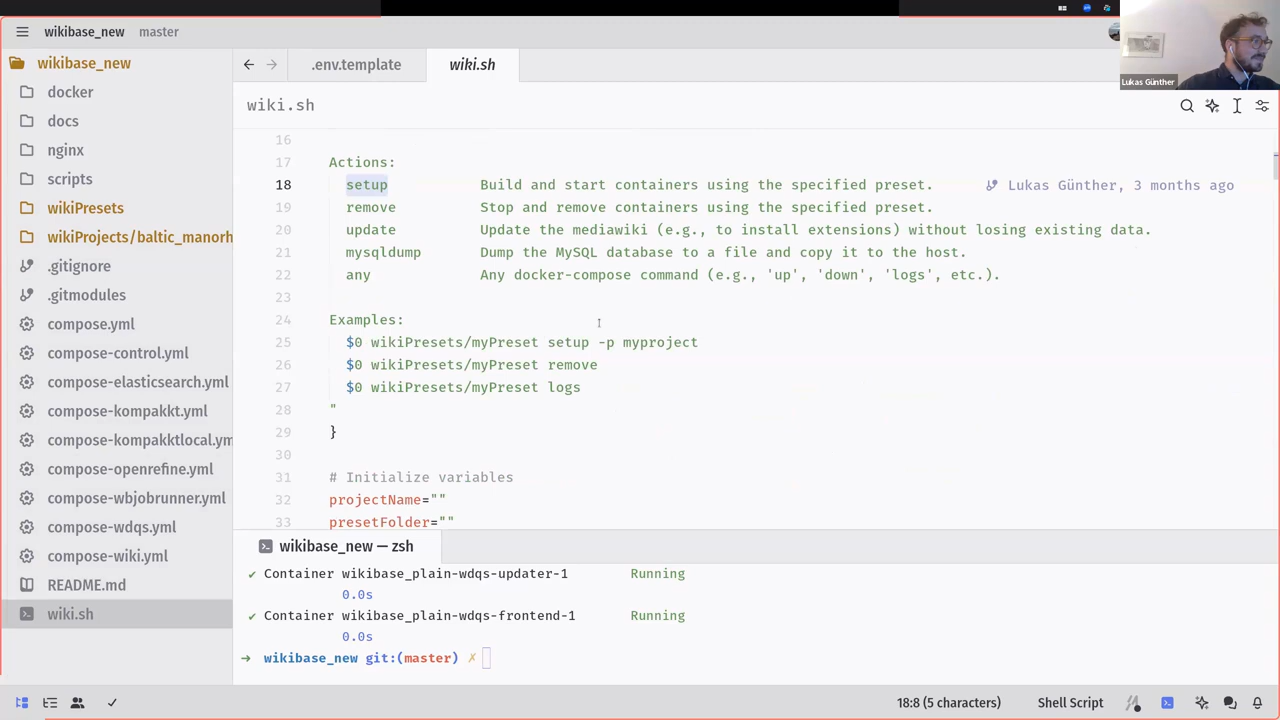 wikibase_new master
Lukas Günther
wikibase_new
docker
docs
nginx
scripts
wikiPresets
wikiProjects/baltic_manorh
.gitignore
.gitmodules
compose.yml
compose-control.yml
compose-elasticsearch.yml
compose-kompakkt.yml
compose-kompakktlocal.ym
compose-openrefine.yml
compose-wbjobrunner.yml
compose-wdqs.yml
compose-wiki.yml
README.md
wiki.sh
.env.template wiki.sh
wiki.sh
16
17 Actions:
18 setup Build and start containers using the specified preset. Lukas Günther, 3 months ago
19 remove Stop and remove containers using the specified preset.
20 update Update the mediawiki (e.g., to install extensions) without losing existing data.
21 mysqldump Dump the MySQL database to a file and copy it to the host.
22 any Any docker-compose command (e.g., 'up', 'down', 'logs', etc.).
23
24 Examples:
25 $0 wikiPresets/myPreset setup -p myproject
26 $0 wikiPresets/myPreset remove
27 $0 wikiPresets/myPreset logs
28 "
29 }
30
31 # Initialize variables
32 projectName=""
33 presetFolder=""
wikibase_new — zsh
✔ Container wikibase_plain-wdqs-updater-1 Running
0.0s
✔ Container wikibase_plain-wdqs-frontend-1 Running
0.0s
➜ wikibase_new git:(master) ✗
18:8 (5 characters) Shell Script